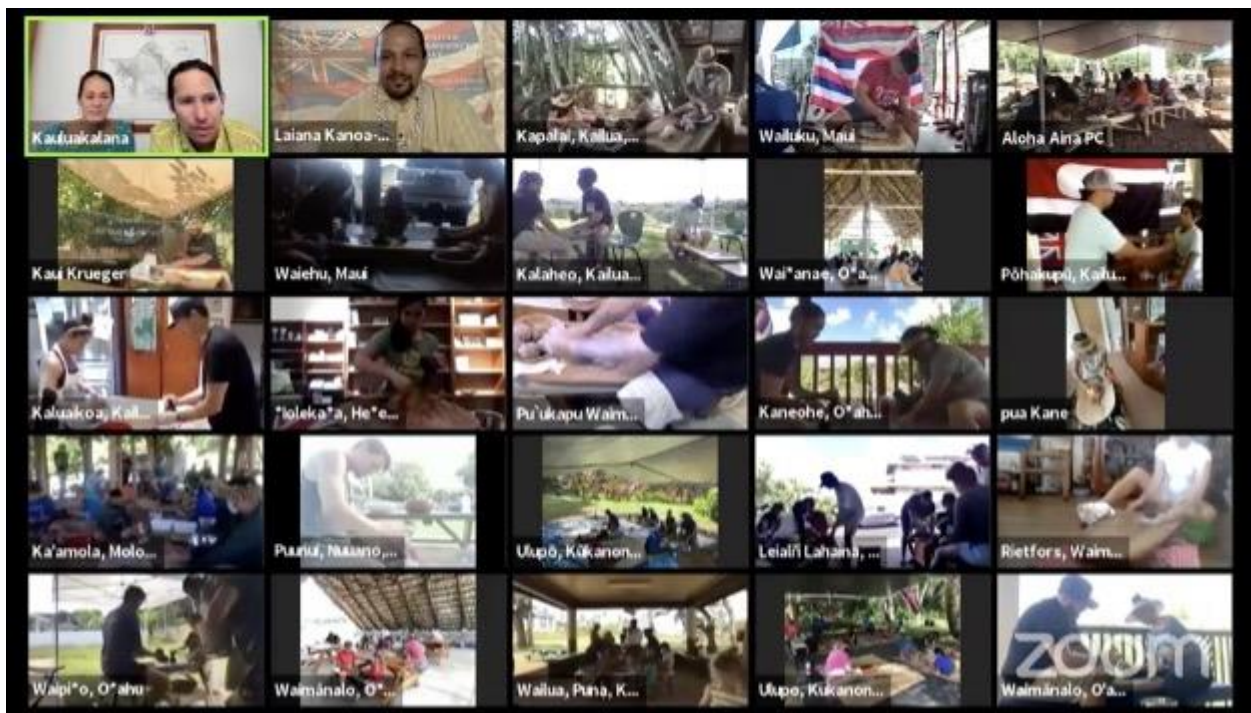 Kauluakalana
Laiana Kanoa-...
Kapalai, Kailua,...
Wailuku, Maui
Aloha Aina PC
Kaui Krueger
Waiehu, Maui
Kalaheo, Kailua...
Wai*anae, O*a...
Pōhakupū, Kailu...
Kaluaikoa, Kail...
*Ioleka*a, He*e...
Pu`ukapu Waim...
Kaneohe, O*ah...
pua Kane
Ka'amola, Molo...
Puunui, Nuuano,...
Ulupō, Kūkanon...
Leialiʻi Lahaina, ...
Rietfors, Waim...
Waipi*o, O*ahu
Waimānalo, O*...
Wailua, Puna, K...
Ulupo, Kukanon...
Waimānalo, O'a...
zoom